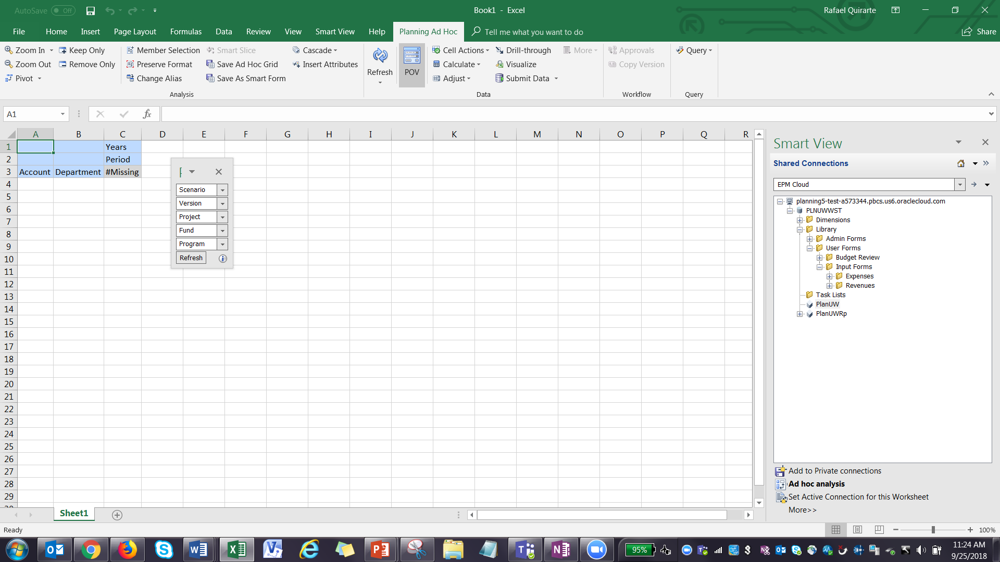 AutoSave Off
Book1 - Excel
Rafael Quirarte
File Home Insert Page Layout Formulas Data Review View Smart View Help Planning Ad Hoc Tell me what you want to do Share
Zoom In Keep Only Member Selection Smart Slice Cascade
Zoom Out Remove Only Preserve Format Save Ad Hoc Grid Insert Attributes
Pivot Change Alias Save As Smart Form
Analysis
Refresh POV
Cell Actions Drill-through More
Calculate Visualize
Adjust Submit Data
Data
Approvals
Copy Version
Workflow
Query
Query
A1
fx
A B C D E F G H I J K L M N O P Q R
1 Years
2 Period
3 Account Department #Missing
4
5
6
7
8
9
10
11
12
13
14
15
16
17
18
19
20
21
22
23
24
25
26
27
28
29
Scenario
Version
Project
Fund
Program
Refresh
Smart View
Shared Connections
EPM Cloud
planning5-test-a573344.pbcs.us6.oraclecloud.com
PLNUWWST
Dimensions
Library
Admin Forms
User Forms
Budget Review
Input Forms
Expenses
Revenues
Task Lists
PlanUW
PlanUWRp
Add to Private connections
Ad hoc analysis
Set Active Connection for this Worksheet
More>>
Sheet1
Ready
100%
95%
11:24 AM
9/25/2018